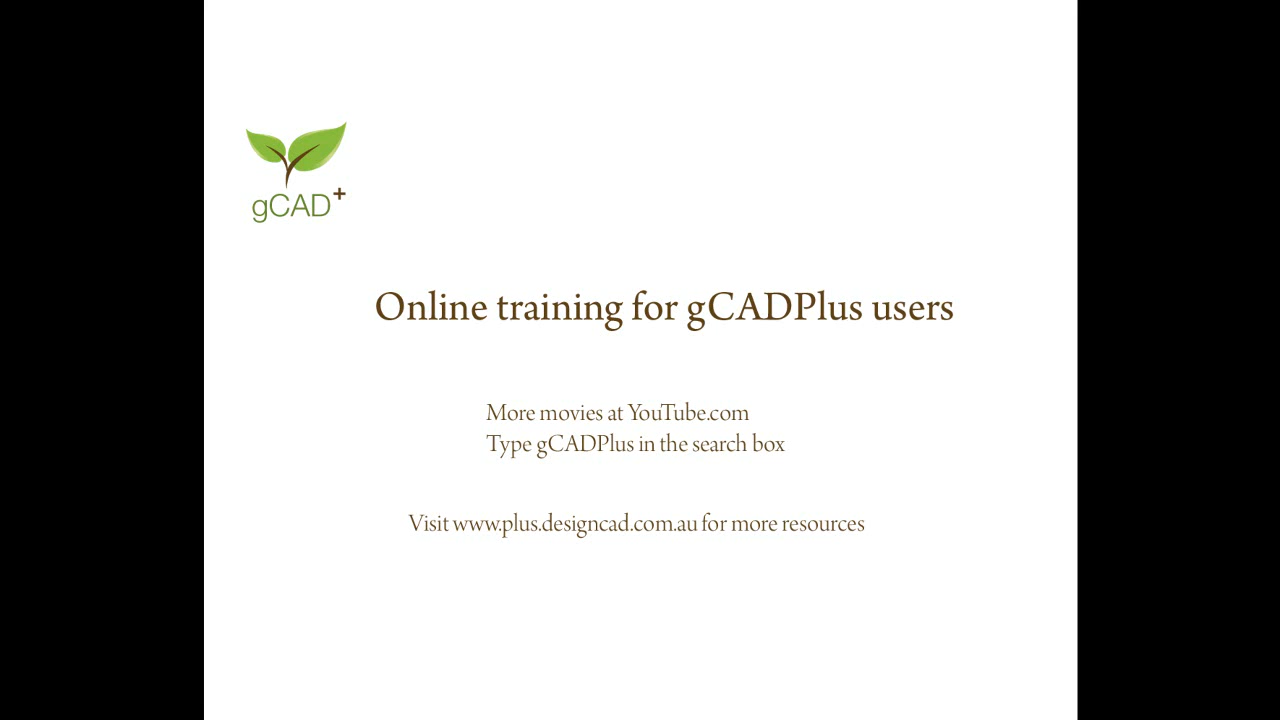 gCAD+
Online training for gCADPlus users
More movies at YouTube.com
Type gCADPlus in the search box
Visit www.plus.designcad.com.au for more resources